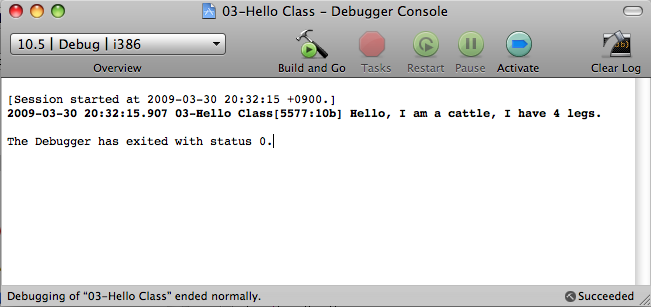 03-Hello Class - Debugger Console
10.5 | Debug | i386
Overview
Build and Go
Tasks
Restart
Pause
Activate
Clear Log
[Session started at 2009-03-30 20:32:15 +0900.]
2009-03-30 20:32:15.907 03-Hello Class[5577:10b] Hello, I am a cattle, I have 4 legs.
The Debugger has exited with status 0.
Debugging of “03-Hello Class” ended normally.
Succeeded